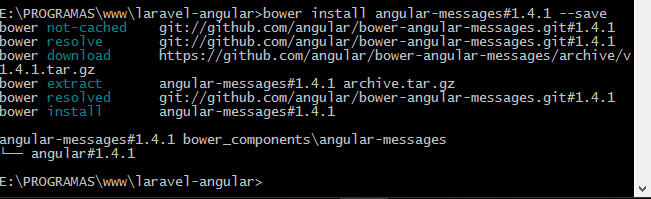 E:\PROGRAMAS\www\laravel-angular>bower install angular-messages#1.4.1 --save
bower not-cached    git://github.com/angular/bower-angular-messages.git#1.4.1
bower resolve       git://github.com/angular/bower-angular-messages.git#1.4.1
bower download      https://github.com/angular/bower-angular-messages/archive/v
1.4.1.tar.gz
bower extract       angular-messages#1.4.1 archive.tar.gz
bower resolved      git://github.com/angular/bower-angular-messages.git#1.4.1
bower install       angular-messages#1.4.1
angular-messages#1.4.1 bower_components\angular-messages
└── angular#1.4.1
E:\PROGRAMAS\www\laravel-angular>